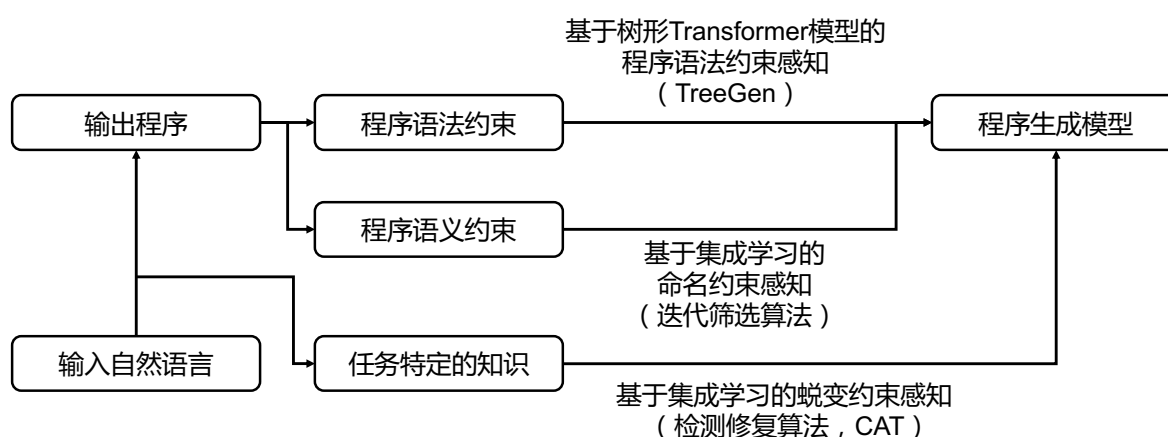 基于树形Transformer模型的
程序语法约束感知
（TreeGen）
输出程序
程序语法约束
程序生成模型
程序语义约束
基于集成学习的
命名约束感知
（迭代筛选算法）
输入自然语言
任务特定的知识
基于集成学习的蜕变约束感知
（检测修复算法，CAT）